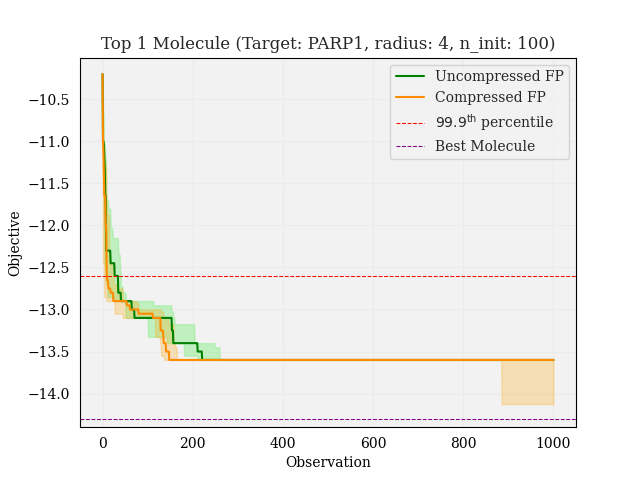 Top 1 Molecule (Target: PARP1, radius: 4, n_init: 100)
Uncompressed FP
Compressed FP
99.9th percentile
Best Molecule
Objective
−10.5
−11.0
−11.5
−12.0
−12.5
−13.0
−13.5
−14.0
0 200 400 600 800 1000
Observation